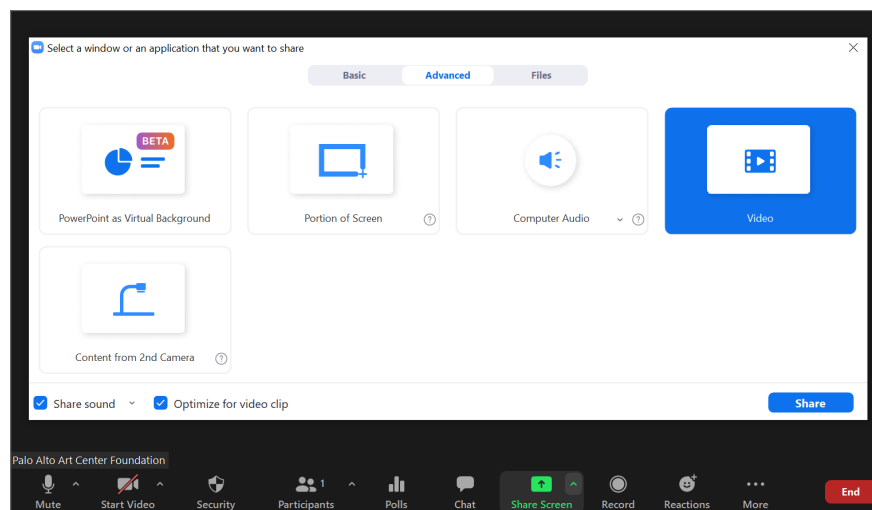 Select a window or an application that you want to share
Basic Advanced Files
BETA
PowerPoint as Virtual Background
Portion of Screen ?
Computer Audio ?
Video
Content from 2nd Camera ?
Share sound Optimize for video clip Share
Palo Alto Art Center Foundation
1
Mute Start Video Security Participants Polls Chat Share Screen Record Reactions More End